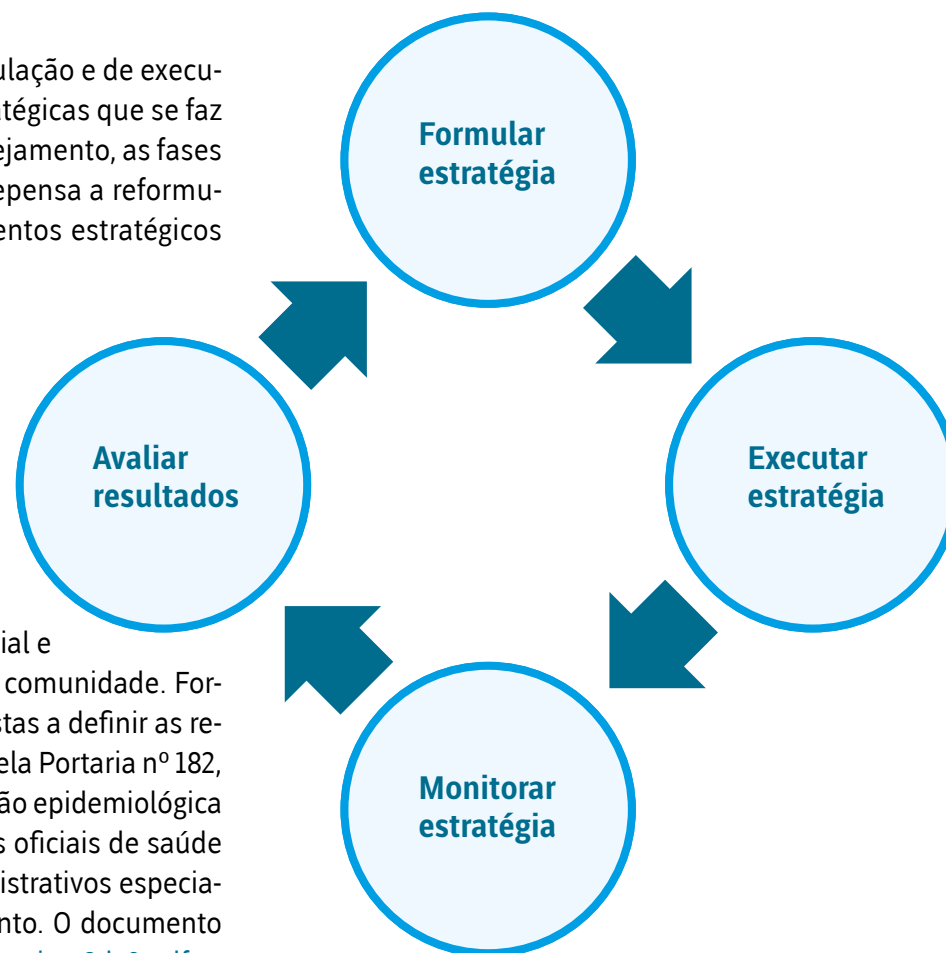 ulação e de execu-
atégicas que se faz
ejamento, as fases
epensa a reformu-
entos estratégicos
Formular
estratégia
Executar
estratégia
Monitorar
estratégia
Avaliar
resultados
ial e
comunidade. For-
stas a definir as re-
ela Portaria nº 182,
ão epidemiológica
s oficiais de saúde
istrativos especia-
nto. O documento